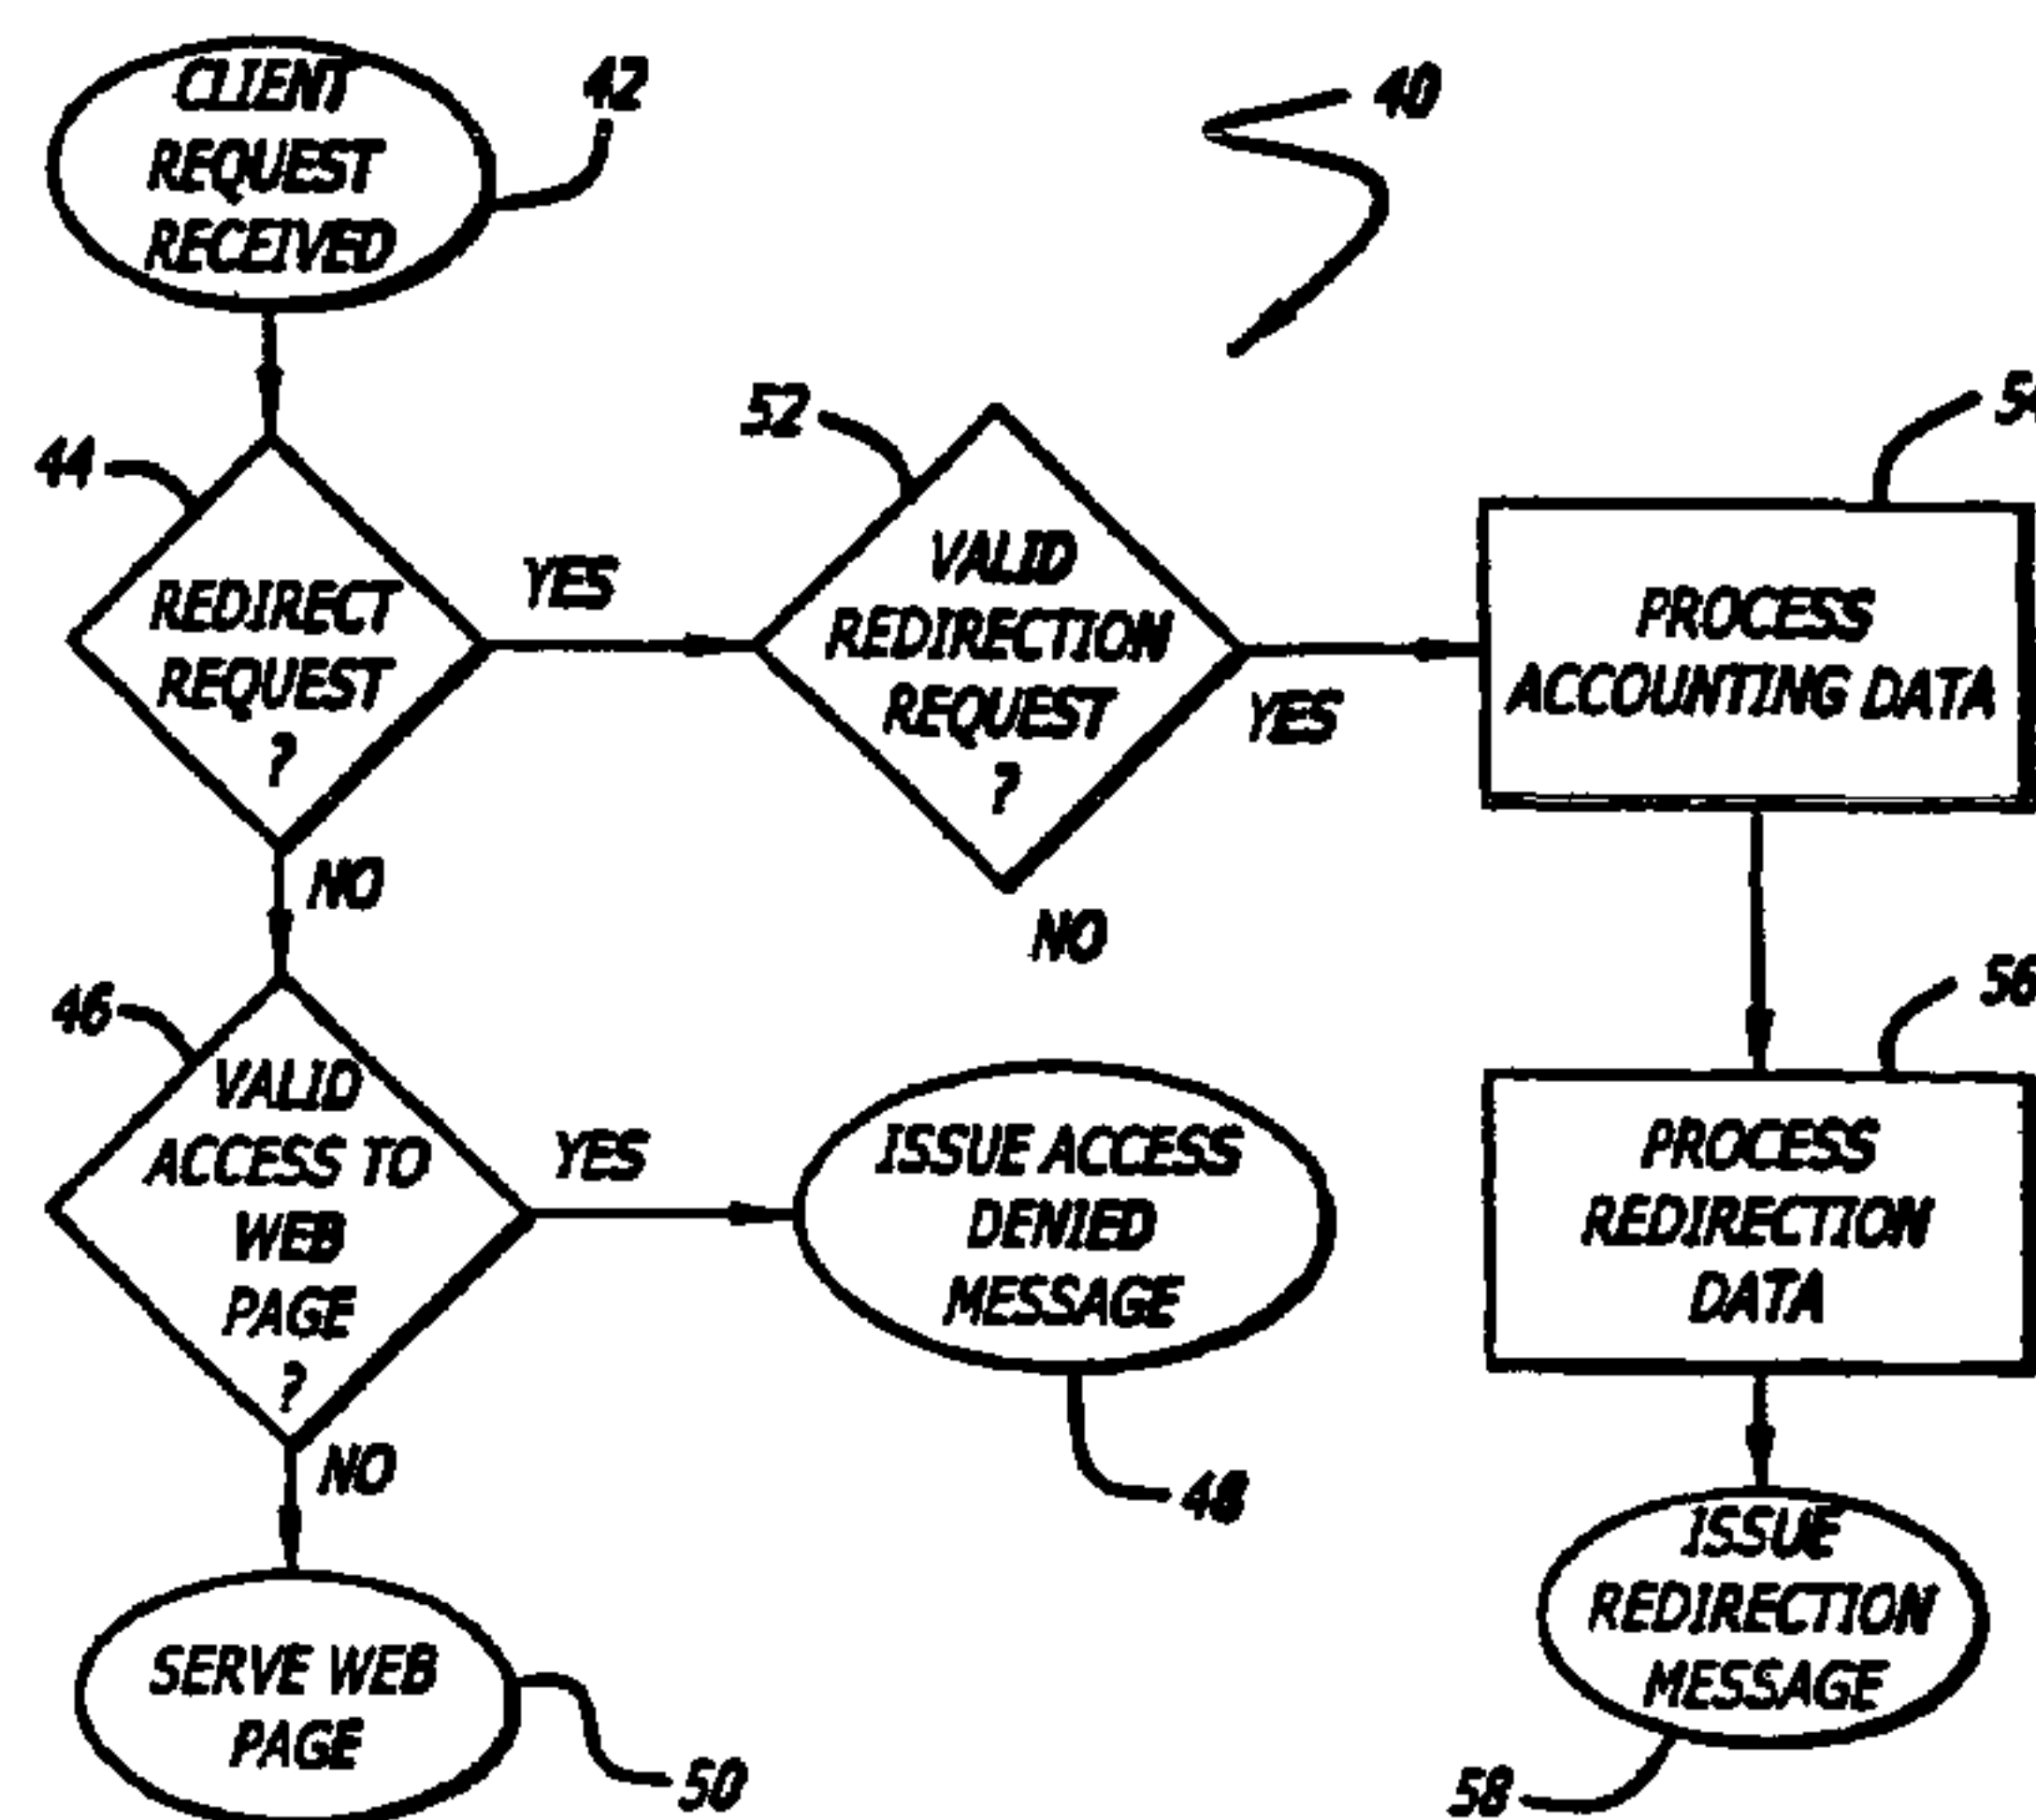 CLIENT
REQUEST
RECEIVED
42
40
44
REDIRECT
REQUEST
?
YES
NO
52
VALID
REDIRECTION
REQUEST
?
YES
NO
PROCESS
ACCOUNTING DATA
46
VALID
ACCESS TO
WEB
PAGE
?
YES
NO
ISSUE ACCESS
DENIED
MESSAGE
48
56
PROCESS
REDIRECTION
DATA
SERVE WEB
PAGE
50
ISSUE
REDIRECTION
MESSAGE
58